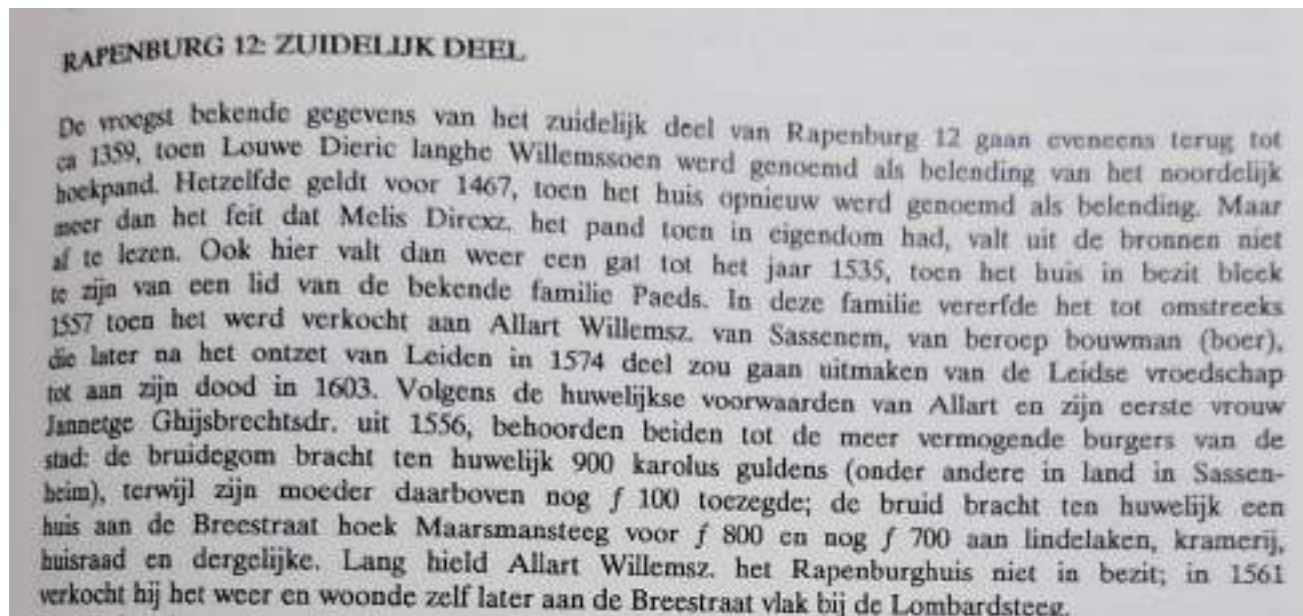 RAPENBURG 12: ZUIDELIJK DEEL
De vroegst bekende gegevens van het zuidelijk deel van Rapenburg 12 gaan eveneens terug tot
ca 1359, toen Louwe Dieric langhe Willemssoen werd genoemd als belending van het noordelijk
hoekpand. Hetzelfde geldt voor 1467, toen het huis opnieuw werd genoemd als belending. Maar
meer dan het feit dat Melis Dircxz. het pand toen in eigendom had, valt uit de bronnen niet
af te lezen. Ook hier valt dan weer een gat tot het jaar 1535, toen het huis in bezit bleek
te zijn van een lid van de bekende familie Paeds. In deze familie vererfde het tot omstreeks
1557 toen het werd verkocht aan Allart Willemsz. van Sassenem, van beroep bouwman (boer),
die later na het ontzet van Leiden in 1574 deel zou gaan uitmaken van de Leidse vroedschap
tot aan zijn dood in 1603. Volgens de huwelijkse voorwaarden van Allart en zijn eerste vrouw
Jannetge Ghijsbrechtsdr. uit 1556, behoorden beiden tot de meer vermogende burgers van de
stad: de bruidegom bracht ten huwelijk 900 karolus guldens (onder andere in land in Sassen-
heim), terwijl zijn moeder daarboven nog f 100 toezegde; de bruid bracht ten huwelijk een
huis aan de Breestraat hoek Maarsmansteeg voor f 800 en nog f 700 aan lindelaken, kramerij,
huisraad en dergelijke. Lang hield Allart Willemsz. het Rapenburghuis niet in bezit; in 1561
verkocht hij het weer en woonde zelf later aan de Breestraat vlak bij de Lombardsteeg.